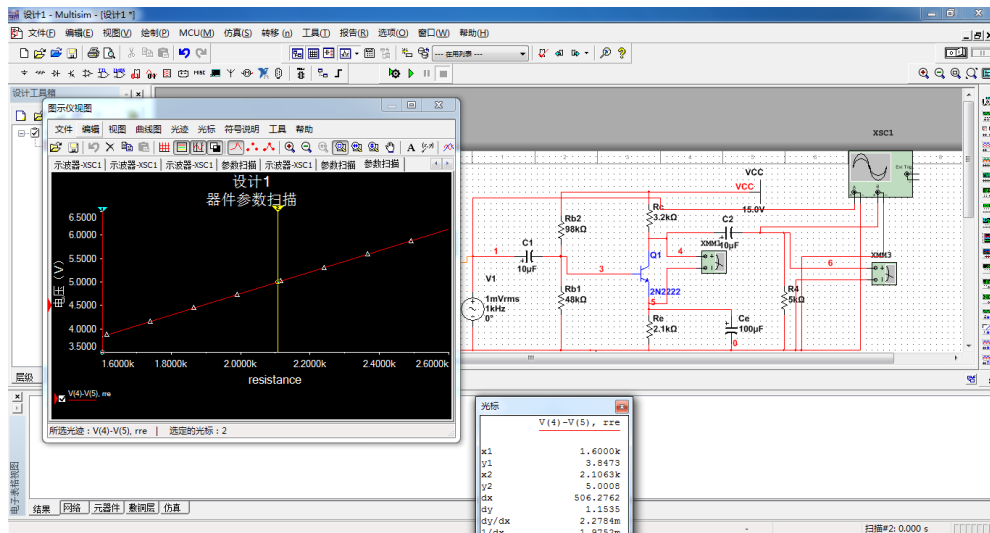 设计1 - Multisim - [设计1 *]
文件(F) 编辑(E) 视图(V) 绘制(P) MCU(M) 仿真(S) 转移 (n) 工具(T) 报告(R) 选项(O) 窗口(W) 帮助(H)
--- 在用列表 ---
设计工具箱
图示仪视图
文件 编辑 视图 曲线图 光迹 光标 符号说明 工具 帮助
示波器-XSC1 示波器-XSC1 示波器-XSC1 参数扫描 示波器-XSC1 参数扫描 参数扫描
设计1
器件参数扫描
电压 (V)
6.5000
6.0000
5.5000
5.0000
4.5000
4.0000
3.5000
1.6000k 1.8000k 2.0000k 2.2000k 2.4000k 2.6000k
resistance
V(4)-V(5), rre
所选光迹：V(4)-V(5), rre | 选定的光标：2
XSC1
Ext Trig
VCC
VCC
15.0V
Rc
3.2kΩ
Rb2
98kΩ
C2
10µF
C1
10µF
1
3
4
5
6
0
Q1
2N2222
XMM3
V1
1mVrms
1kHz
0°
Rb1
48kΩ
R4
5kΩ
Re
2.1kΩ
Ce
100µF
层级
光标
V(4)-V(5), rre
x1 1.6000k
y1 3.8473
x2 2.1063k
y2 5.0008
dx 506.2762
dy 1.1535
dy/dx 2.2784m
1/dx 1.9752m
电子表格视图
结果 网络 元器件 敷铜层 仿真
扫描#2: 0.000 s